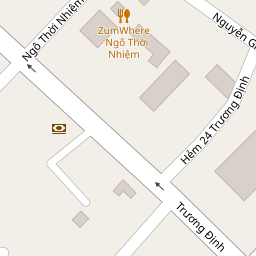 Ngô Thời Nhiệm
ZumWhere
- Ngô Thời
Nhiệm
Nguyễn
Hẻm 24 Trương Định
Trương Định